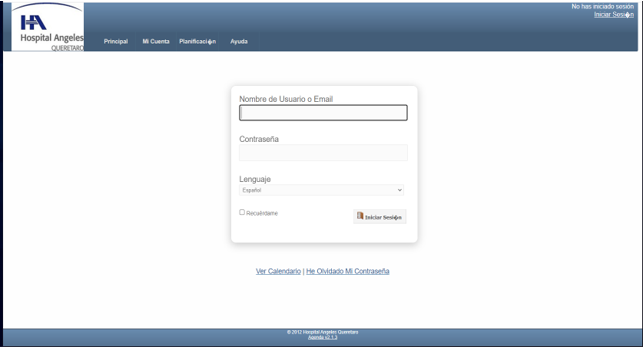 No has iniciado sesión
Iniciar Sesi�n
HA
Hospital Angeles
QUERETARO
Principal Mi Cuenta Planificaci�n Ayuda
Nombre de Usuario o Email
Contraseña
Lenguaje
Español
Recuérdame
Iniciar Sesi�n
Ver Calendario | He Olvidado Mi Contraseña
© 2012 Hospital Angeles Queretaro
Agenda v2.1.3